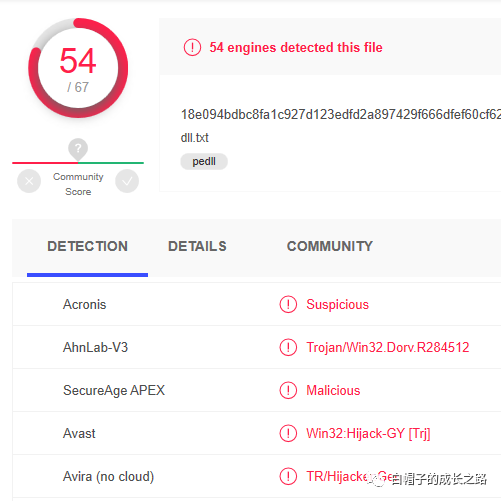 54
/ 67
54 engines detected this file
18e094bdbc8fa1c927d123edfd2a897429f666dfef60cf62
dll.txt
pedll
?
Community
Score
DETECTION
DETAILS
COMMUNITY
Acronis
Suspicious
AhnLab-V3
Trojan/Win32.Dorv.R284512
SecureAge APEX
Malicious
Avast
Win32:Hijack-GY [Trj]
Avira (no cloud)
TR/Hijacker.Gen
白帽子的成长之路